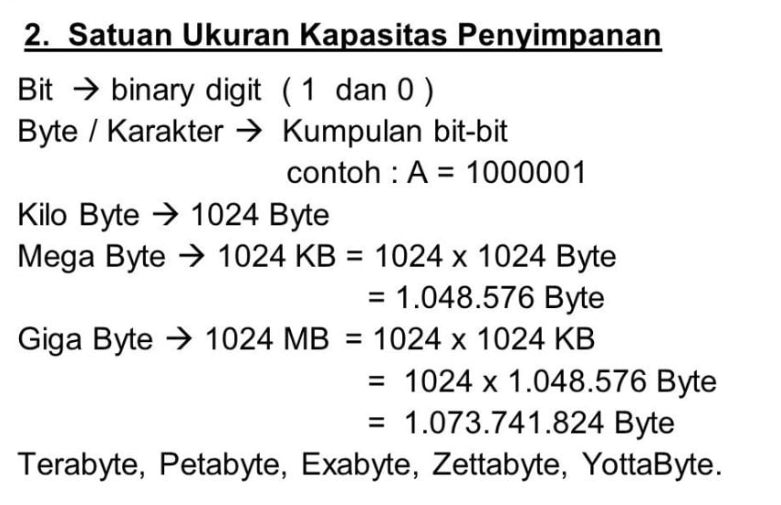 2. Satuan Ukuran Kapasitas Penyimpanan
Bit → binary digit ( 1 dan 0 )
Byte / Karakter → Kumpulan bit-bit
contoh : A = 1000001
Kilo Byte → 1024 Byte
Mega Byte → 1024 KB = 1024 x 1024 Byte
= 1.048.576 Byte
Giga Byte → 1024 MB = 1024 x 1024 KB
= 1024 x 1.048.576 Byte
= 1.073.741.824 Byte
Terabyte, Petabyte, Exabyte, Zettabyte, YottaByte.